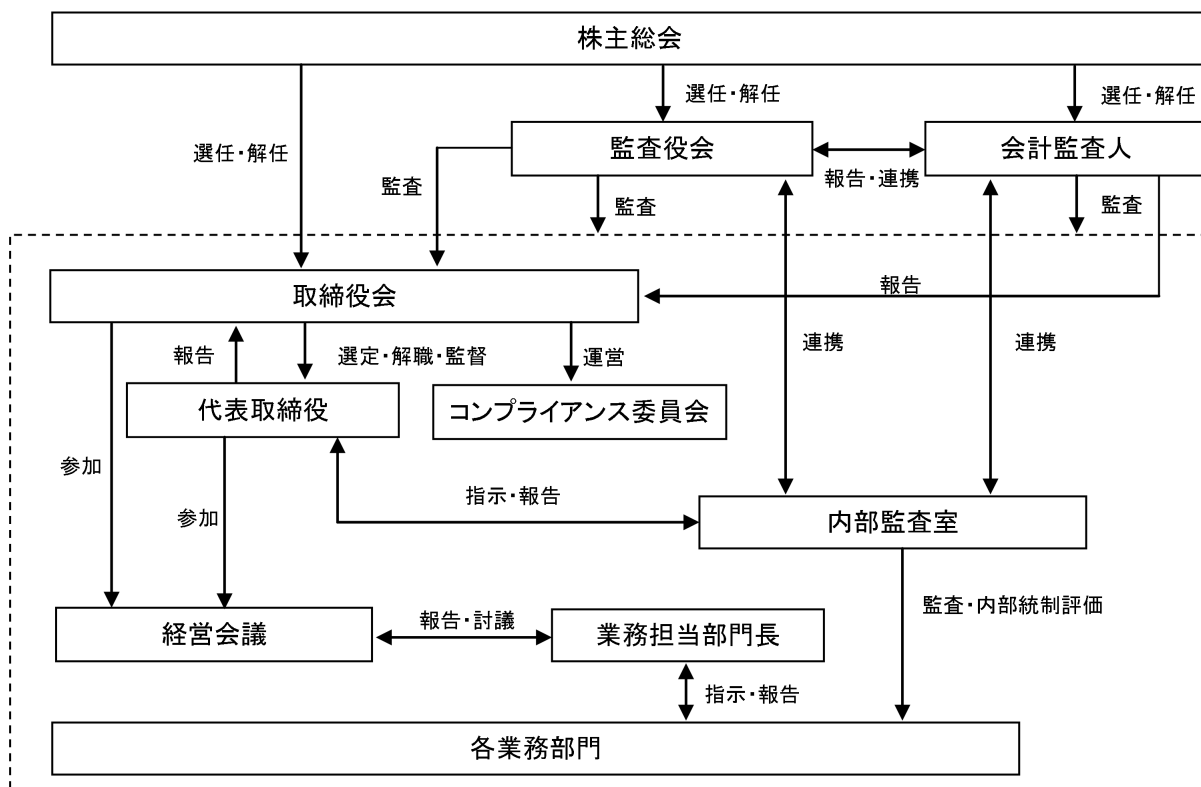 株主総会
選任・解任
選任・解任
選任・解任
監査役会
会計監査人
報告・連携
監査
監査
監査
取締役会
報告
報告
選定・解職・監督
運営
連携
連携
代表取締役
コンプライアンス委員会
参加
参加
指示・報告
内部監査室
監査・内部統制評価
経営会議
報告・討議
業務担当部門長
指示・報告
各業務部門